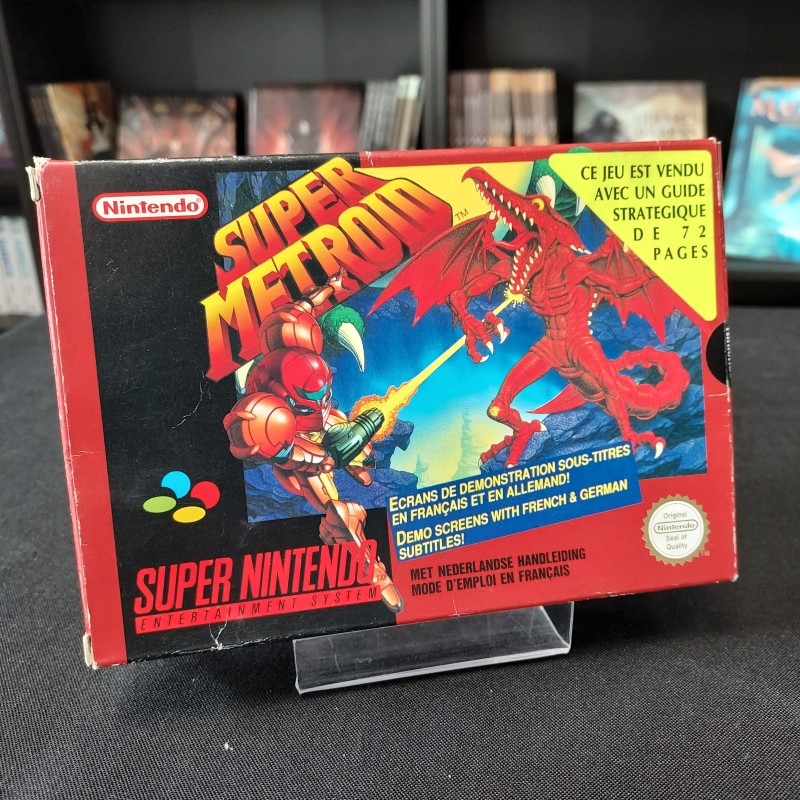 Nintendo
SUPER
METROID
TM
CE JEU EST VENDU
AVEC UN GUIDE
STRATEGIQUE
DE 72
PAGES
ECRANS DE DEMONSTRATION SOUS-TITRES
EN FRANÇAIS ET EN ALLEMAND!
DEMO SCREENS WITH FRENCH & GERMAN
SUBTITLES!
MET NEDERLANDSE HANDLEIDING
MODE D'EMPLOI EN FRANÇAIS
SUPER NINTENDO
ENTERTAINMENT SYSTEM
Original
Nintendo
Seal of
Quality
TM